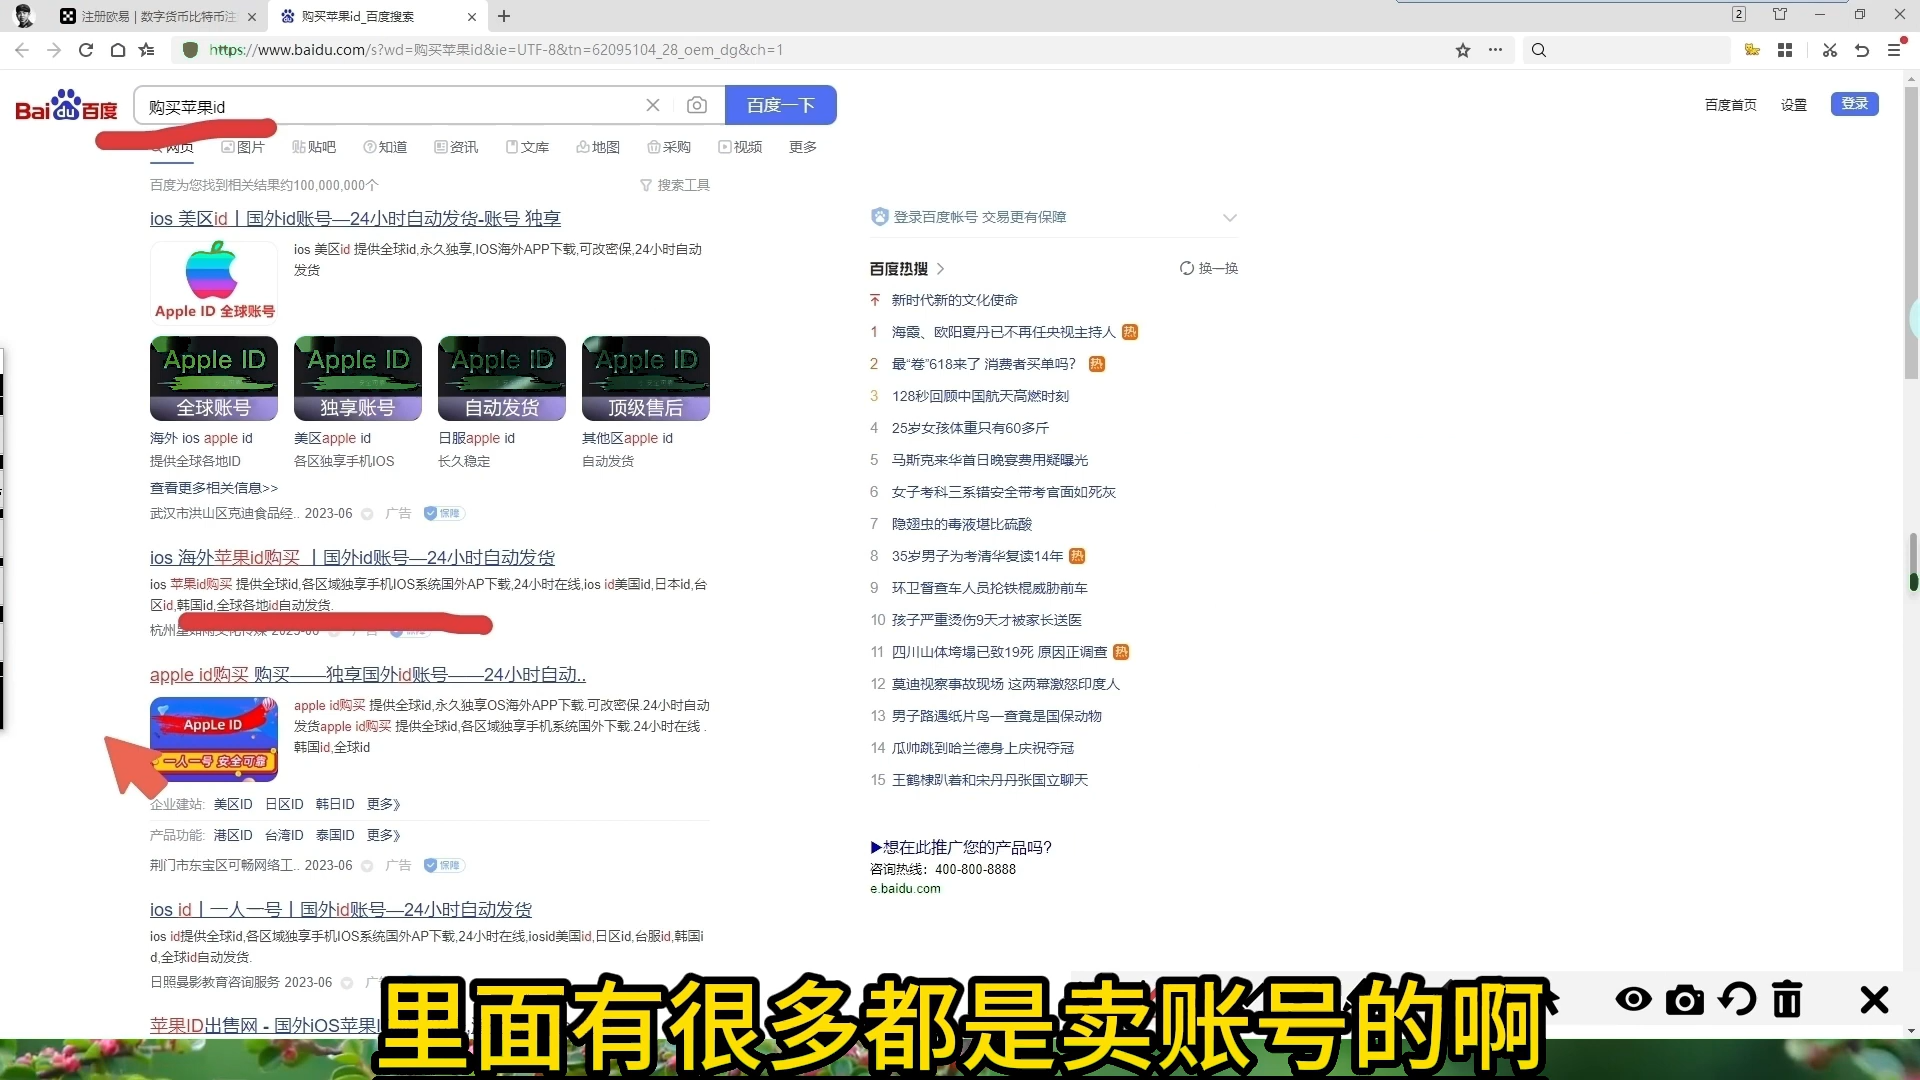 注册欧易 | 数字货币比特币注
购买苹果id_百度搜索
2
https://www.baidu.com/s?wd=购买苹果id&ie=UTF-8&tn=62095104_28_oem_dg&ch=1
Bai du 百度
购买苹果id
百度一下
百度首页 设置 登录
网页 图片 贴吧 知道 资讯 文库 地图 采购 视频 更多
百度为您找到相关结果约100,000,000个
搜索工具
ios 美区id丨国外id账号—24小时自动发货-账号 独享
Apple ID 全球账号
ios 美区id 提供全球id,永久独享,IOS海外APP下载,可改密保,24小时自动
发货
Apple ID
全球账号
Apple ID
独享账号
Apple ID
自动发货
Apple ID
顶级售后
海外 ios apple id
美区apple id
日服apple id
其他区apple id
提供全球各地ID
各区独享手机IOS
长久稳定
自动发货
查看更多相关信息>>
武汉市洪山区克迪食品经.. 2023-06 广告 保障
ios 海外苹果id购买 丨国外id账号—24小时自动发货
ios 苹果id购买 提供全球id,各区域独享手机IOS系统国外AP下载,24小时在线,ios id美国id,日本id,台
区id,韩国id,全球各地id自动发货.
apple id购买 购买——独享国外id账号——24小时自动..
AppLe ID
一人一号 安全可靠
apple id购买 提供全球id,永久独享OS海外APP下载.可改密保.24小时自动
发货apple id购买 提供全球id,各区域独享手机系统国外下载.24小时在线 .
韩国id,全球id
企业建站: 美区ID 日区ID 韩日ID 更多》
产品功能: 港区ID 台湾ID 泰国ID 更多》
荆门市东宝区可畅网络工.. 2023-06 广告 保障
ios id丨一人一号丨国外id账号—24小时自动发货
ios id提供全球id,各区域独享手机IOS系统国外AP下载,24小时在线,iosid美国id,日区id,台服id,韩国i
d,全球id自动发货.
日照曼影教育咨询服务 2023-06
苹果ID出售网 - 国外iOS苹果I
登录百度帐号 交易更有保障
百度热搜
换一换
新时代新的文化使命
1 海霞、欧阳夏丹已不再任央视主持人 热
2 最“卷”618来了 消费者买单吗? 热
3 128秒回顾中国航天高燃时刻
4 25岁女孩体重只有60多斤
5 马斯克来华首日晚宴费用疑曝光
6 女子考科三系错安全带考官面如死灰
7 隐翅虫的毒液堪比硫酸
8 35岁男子为考清华复读14年 热
9 环卫督查车人员抡铁棍威胁前车
10 孩子严重烫伤9天才被家长送医
11 四川山体垮塌已致19死 原因正调查 热
12 莫迪视察事故现场 这两幕激怒印度人
13 男子路遇纸片鸟一查竟是国保动物
14 瓜帅跳到哈兰德身上庆祝夺冠
15 王鹤棣趴着和宋丹丹张国立聊天
▶想在此推广您的产品吗?
咨询热线：400-800-8888
e.baidu.com
里面有很多都是卖账号的啊